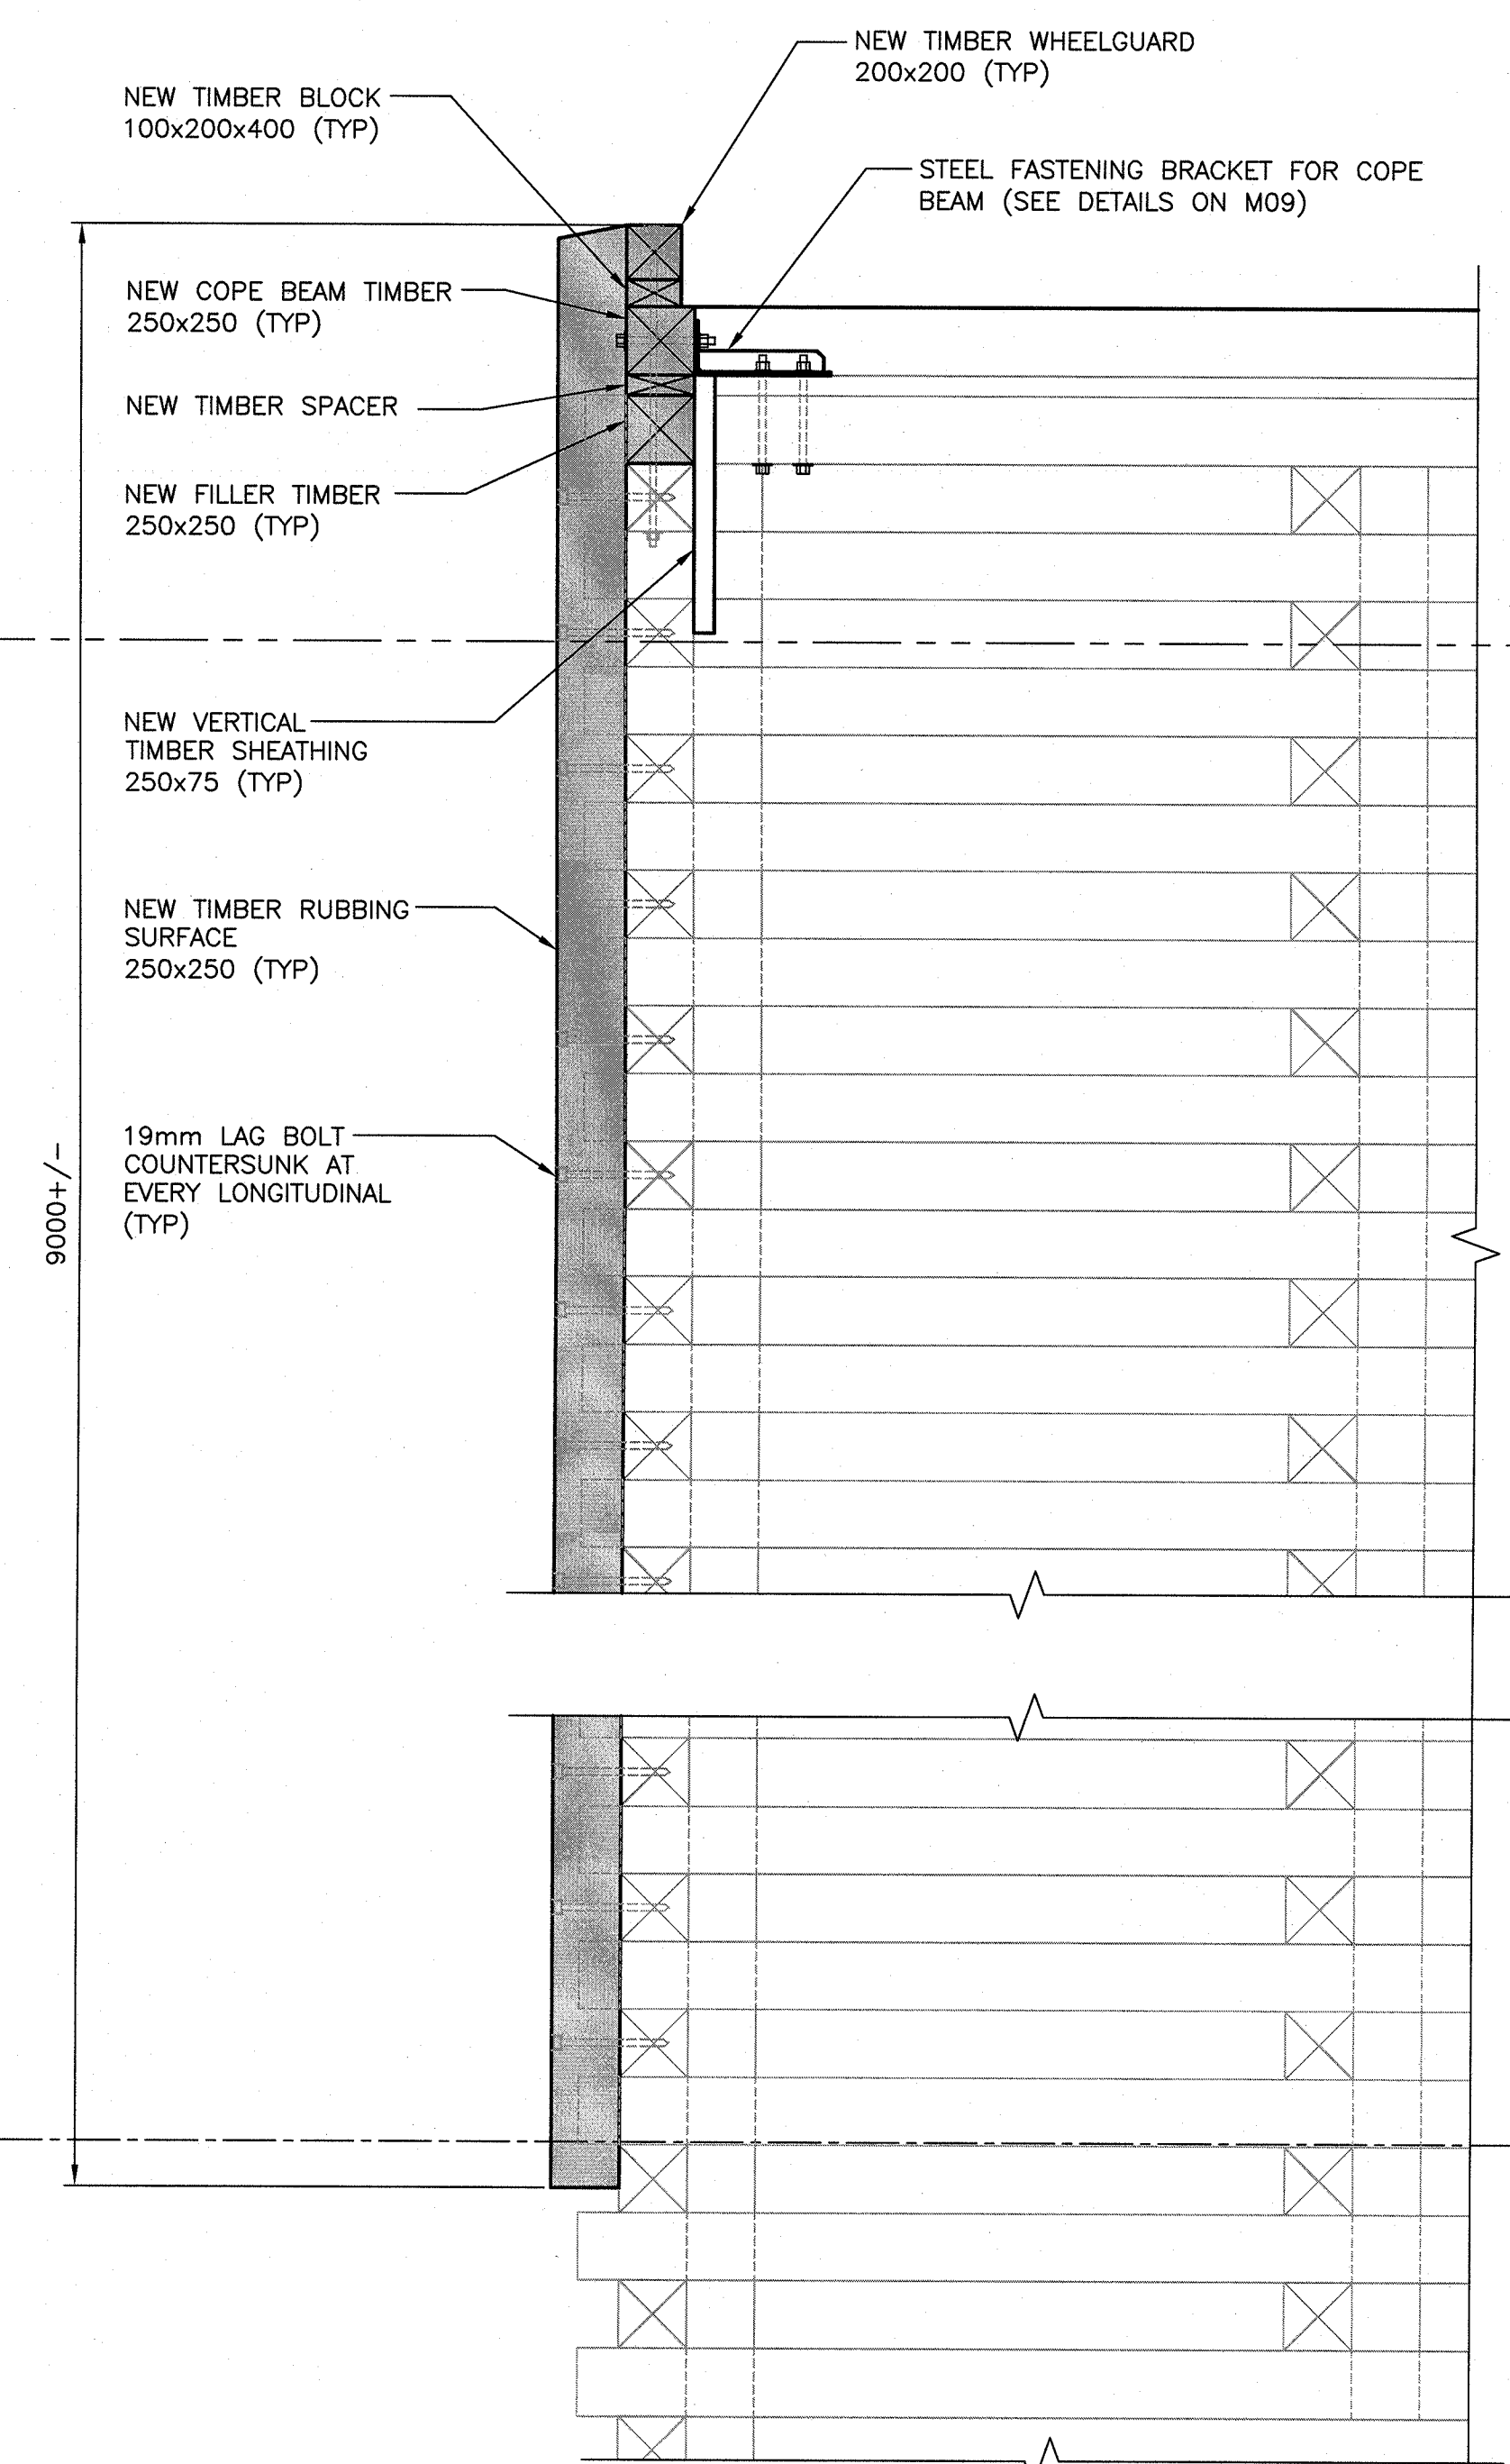 NEW TIMBER WHEELGUARD
200x200 (TYP)
NEW TIMBER BLOCK
100x200x400 (TYP)
STEEL FASTENING BRACKET FOR COPE
BEAM (SEE DETAILS ON M09)
NEW COPE BEAM TIMBER
250x250 (TYP)
NEW TIMBER SPACER
NEW FILLER TIMBER
250x250 (TYP)
NEW VERTICAL
TIMBER SHEATHING
250x75 (TYP)
NEW TIMBER RUBBING
SURFACE
250x250 (TYP)
19mm LAG BOLT
COUNTERSUNK AT
EVERY LONGITUDINAL
(TYP)
9000+/-